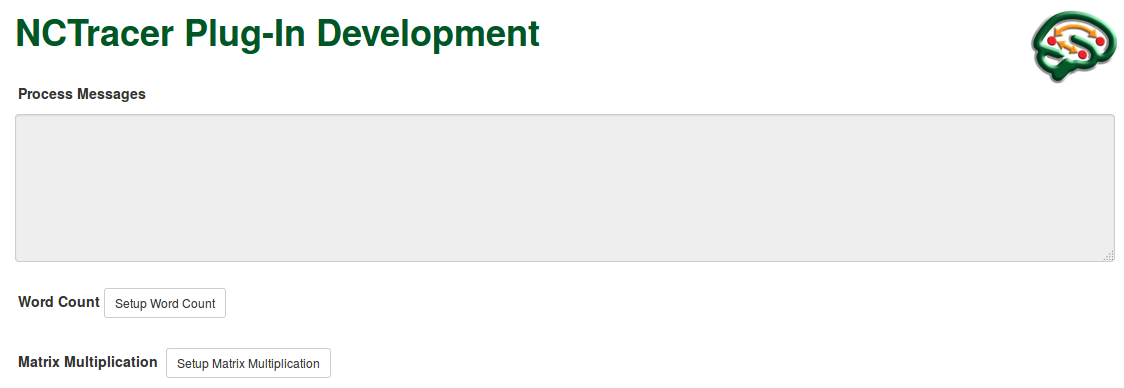 NCTracer Plug-In Development
Process Messages
Word Count Setup Word Count
Matrix Multiplication Setup Matrix Multiplication